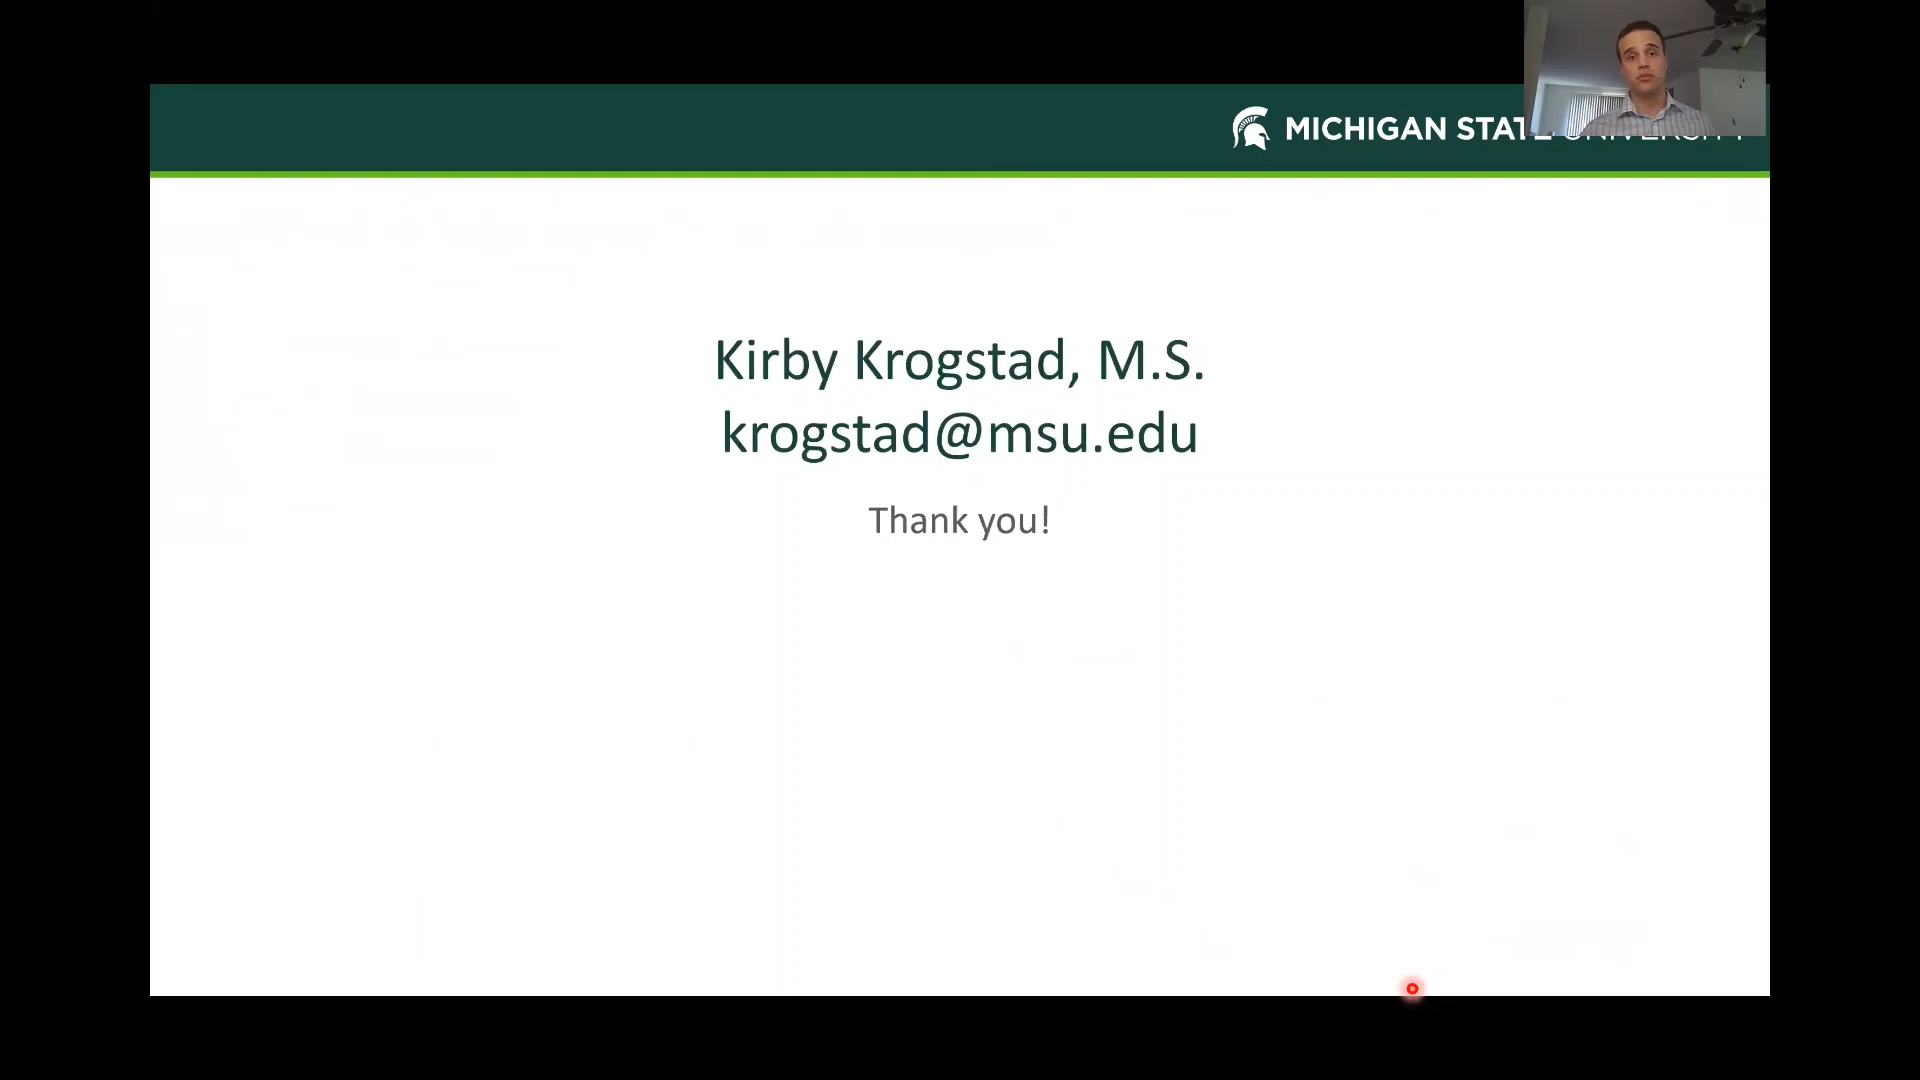 MICHIGAN STATE UNIVERSITY
Kirby Krogstad, M.S.
krogstad@msu.edu
Thank you!